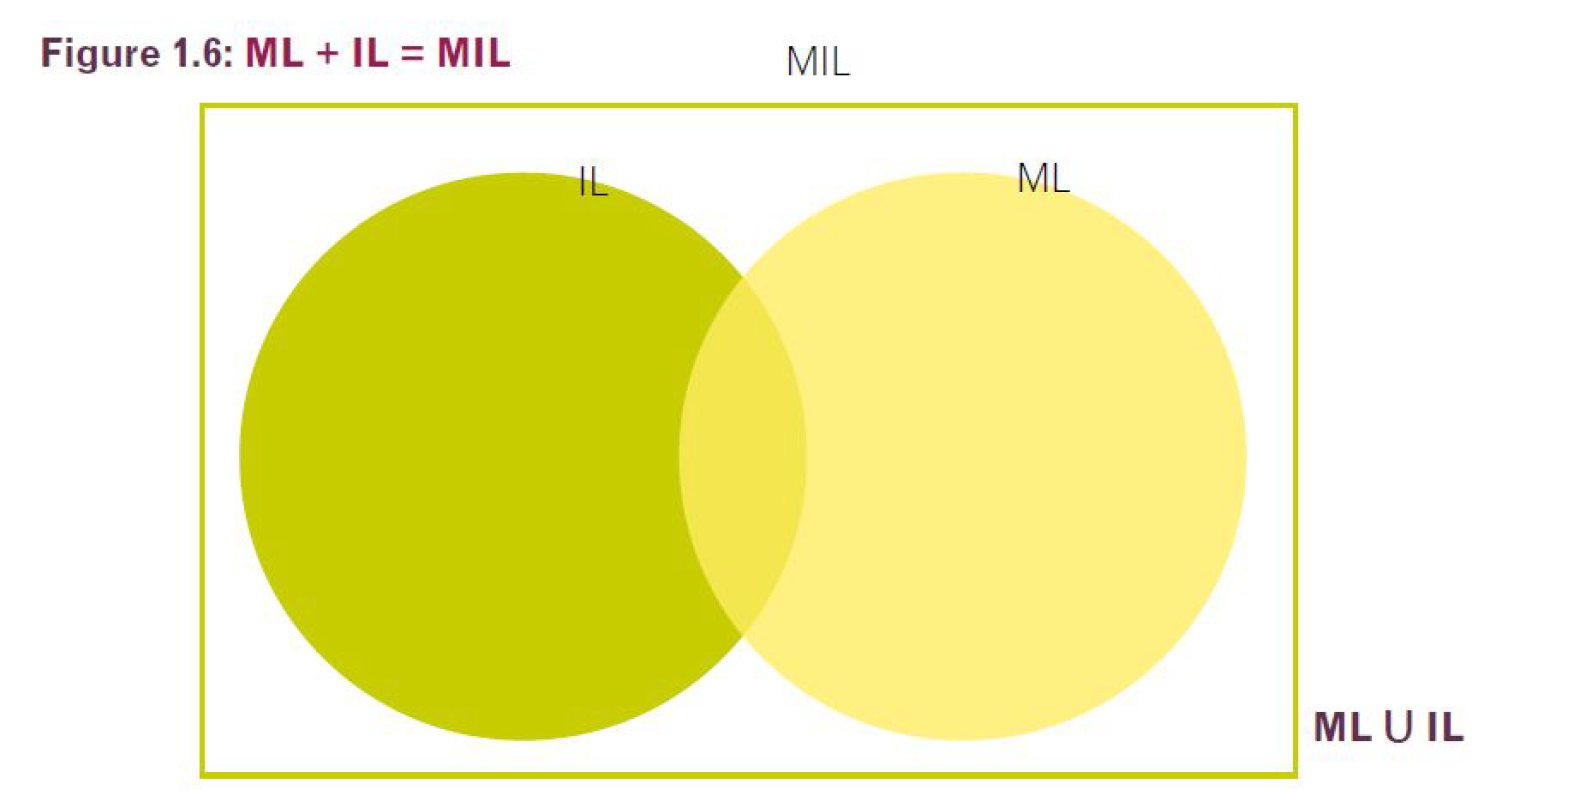 Figure 1.6: ML + IL = MIL
MIL
IL
ML
ML ∪ IL